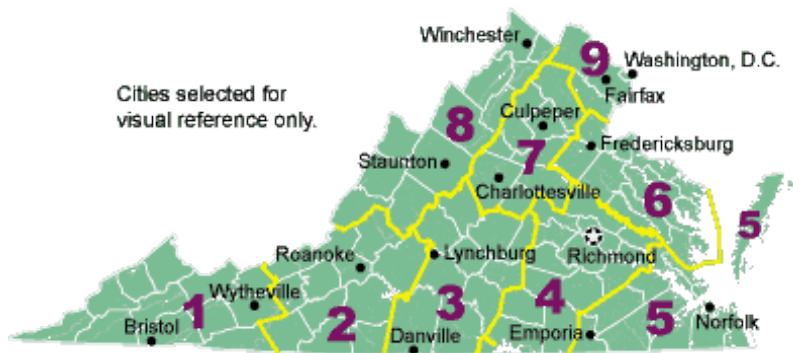 Winchester
9
Washington, D.C.
Cities selected for
visual reference only.
Fairfax
Culpeper
8
Fredericksburg
Staunton
7
Charlottesville
6
5
Roanoke
Lynchburg
Richmond
Wytheville
1
2
3
4
5
Norfolk
Bristol
Danville
Emporia